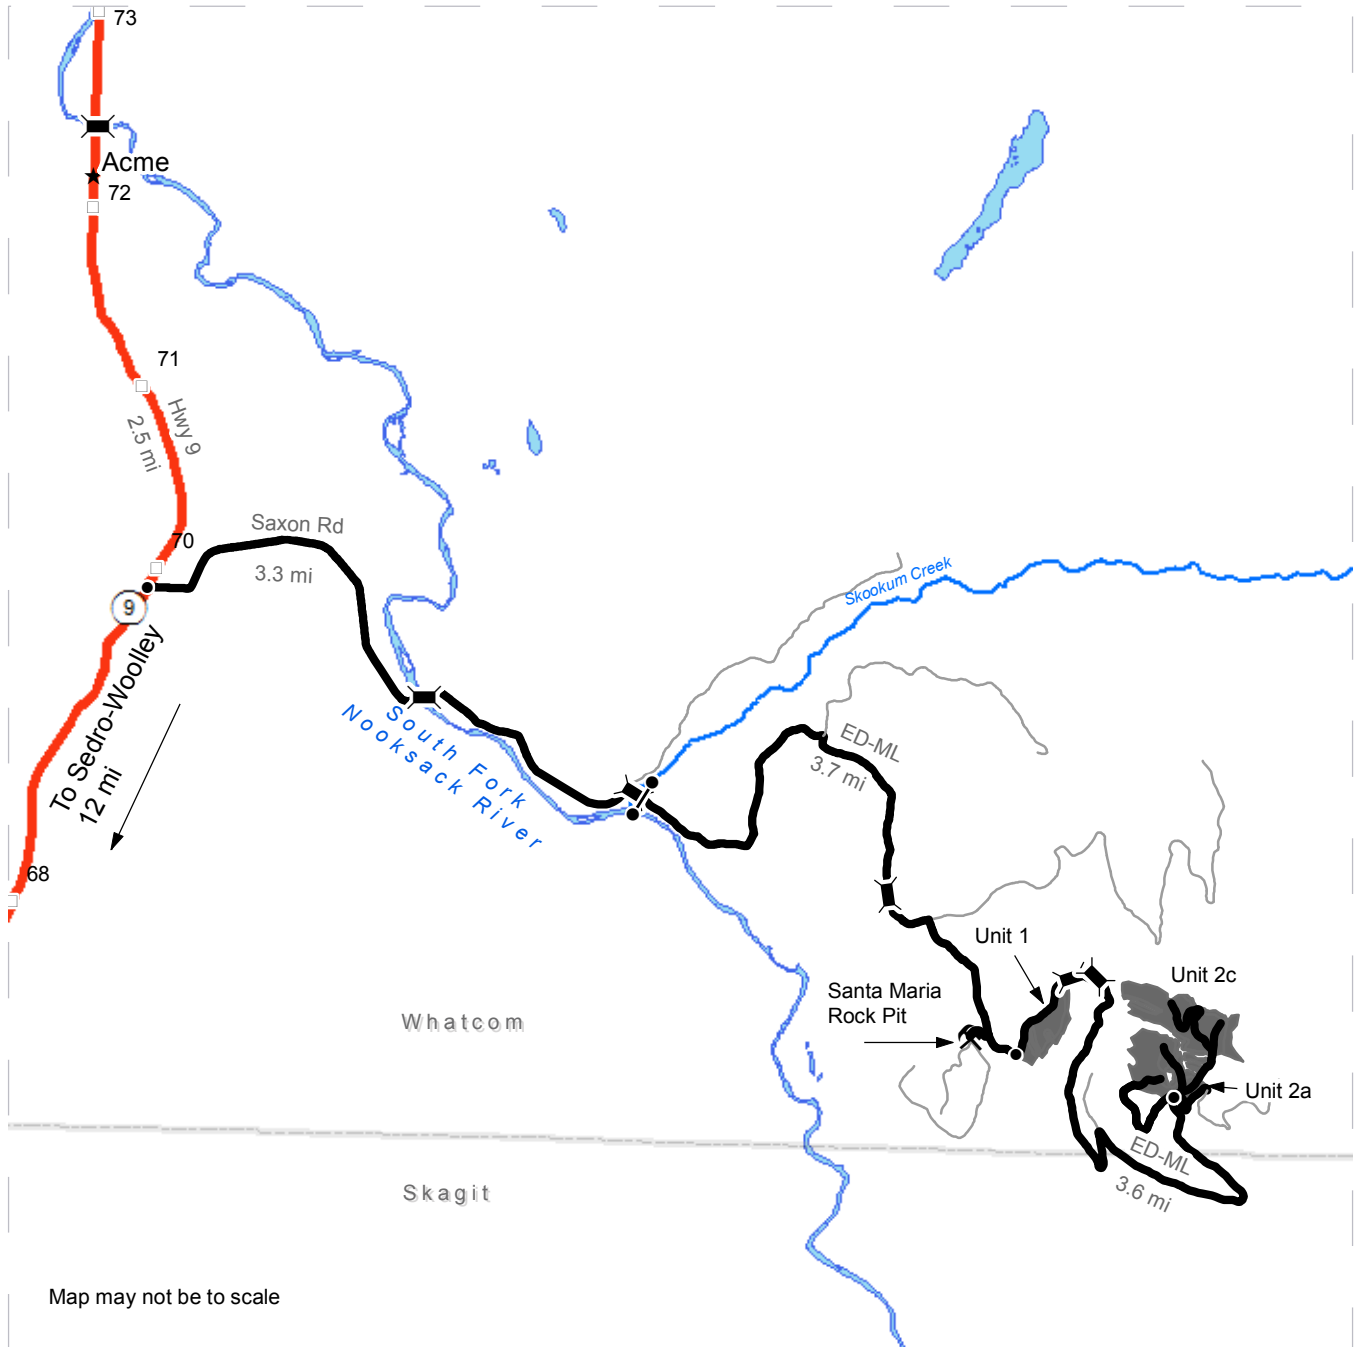 73
Acme
72
71
Hwy 9
2.5 mi
70
Saxon Rd
3.3 mi
9
To Sedro-Woolley
12 mi
68
Skookum Creek
South Fork
Nooksack River
ED-ML
3.7 mi
Unit 1
Unit 2c
Santa Maria
Rock Pit
Whatcom
Unit 2a
ED-ML
3.6 mi
Skagit
Map may not be to scale